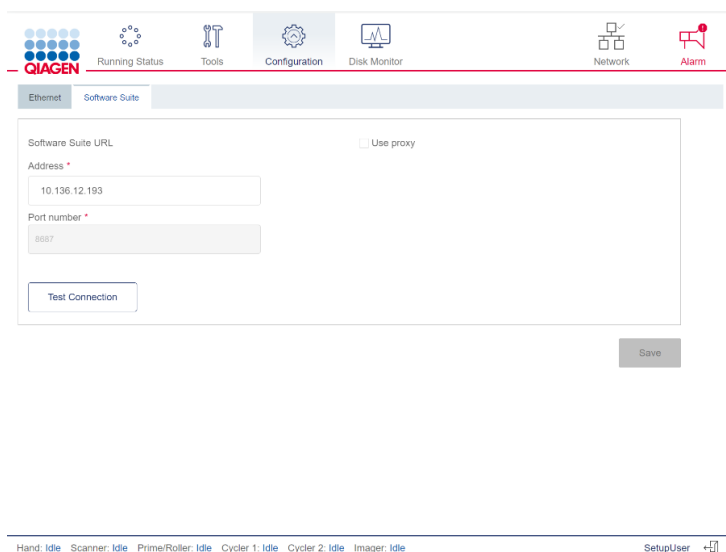 QIAGEN
Running Status
Tools
Configuration
Disk Monitor
Network
Alarm
Ethernet
Software Suite
Software Suite URL
Use proxy
Address *
10.136.12.193
Port number *
8687
Test Connection
Save
Hand: Idle Scanner: Idle Prime/Roller: Idle Cycler 1: Idle Cycler 2: Idle Imager: Idle SetupUser